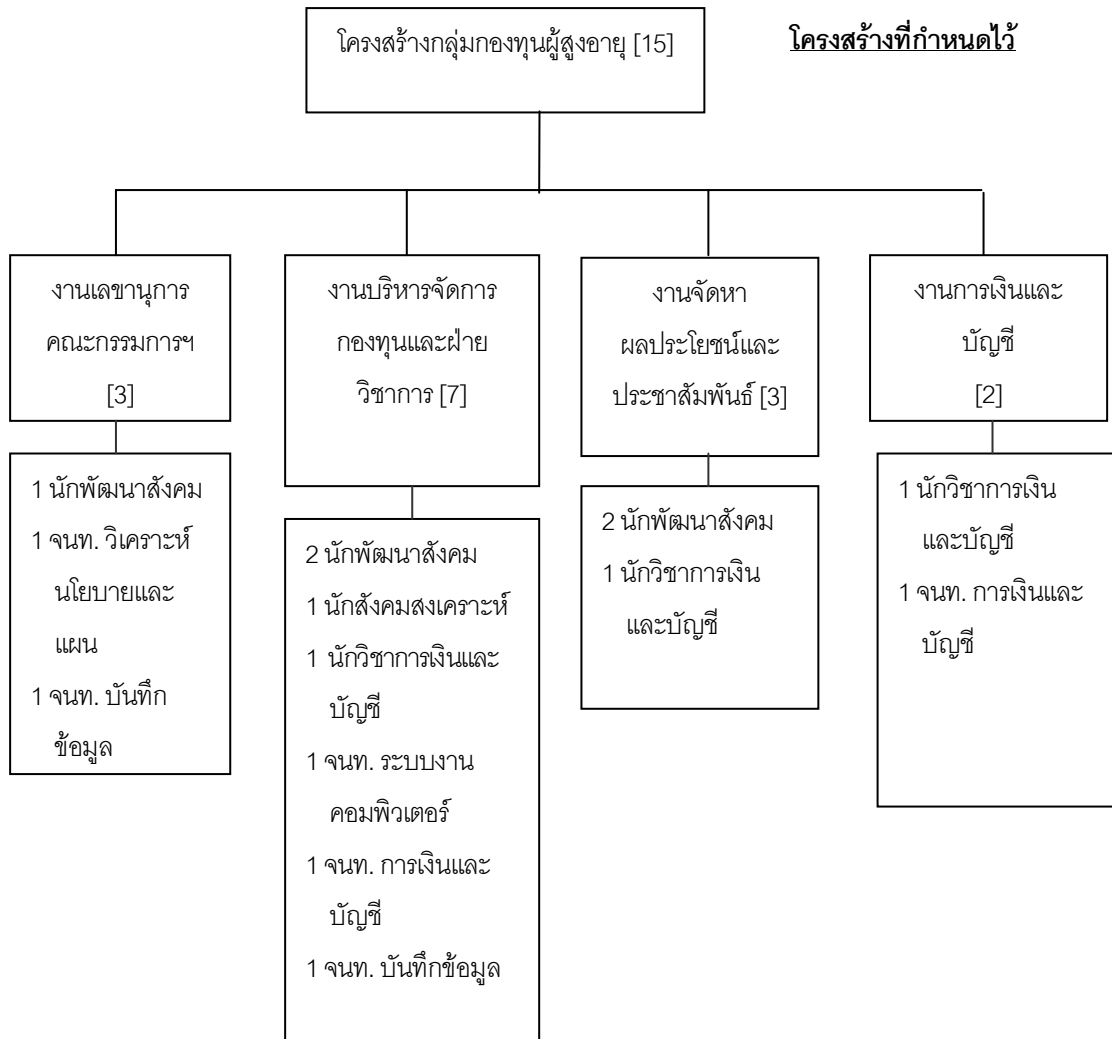 โครงสร้างกลุ่มกองทุนผู้สูงอายุ [15]
โครงสร้างที่กำหนดไว้
งานเลขานุการ
คณะกรรมการฯ
[3]
1 นักพัฒนาสังคม
1 จนท. วิเคราะห์
นโยบายและ
แผน
1 จนท. บันทึก
ข้อมูล
งานบริหารจัดการ
กองทุนและฝ่าย
วิชาการ [7]
2 นักพัฒนาสังคม
1 นักสังคมสงเคราะห์
1 นักวิชาการเงินและ
บัญชี
1 จนท. ระบบงาน
คอมพิวเตอร์
1 จนท. การเงินและ
บัญชี
1 จนท. บันทึกข้อมูล
งานจัดหา
ผลประโยชน์และ
ประชาสัมพันธ์ [3]
2 นักพัฒนาสังคม
1 นักวิชาการเงิน
และบัญชี
งานการเงินและ
บัญชี
[2]
1 นักวิชาการเงิน
และบัญชี
1 จนท. การเงินและ
บัญชี